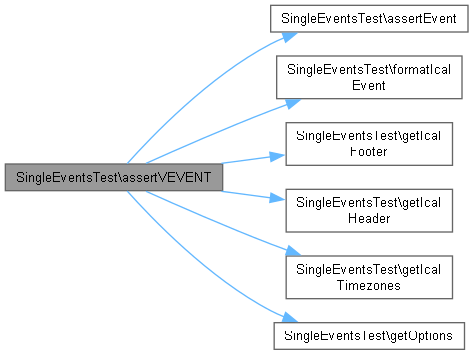 SingleEventsTest\assertEvent
SingleEventsTest\formatIcal
Event
SingleEventsTest\getIcal
Footer
SingleEventsTest\assertVEVENT
SingleEventsTest\getIcal
Header
SingleEventsTest\getIcal
Timezones
SingleEventsTest\getOptions